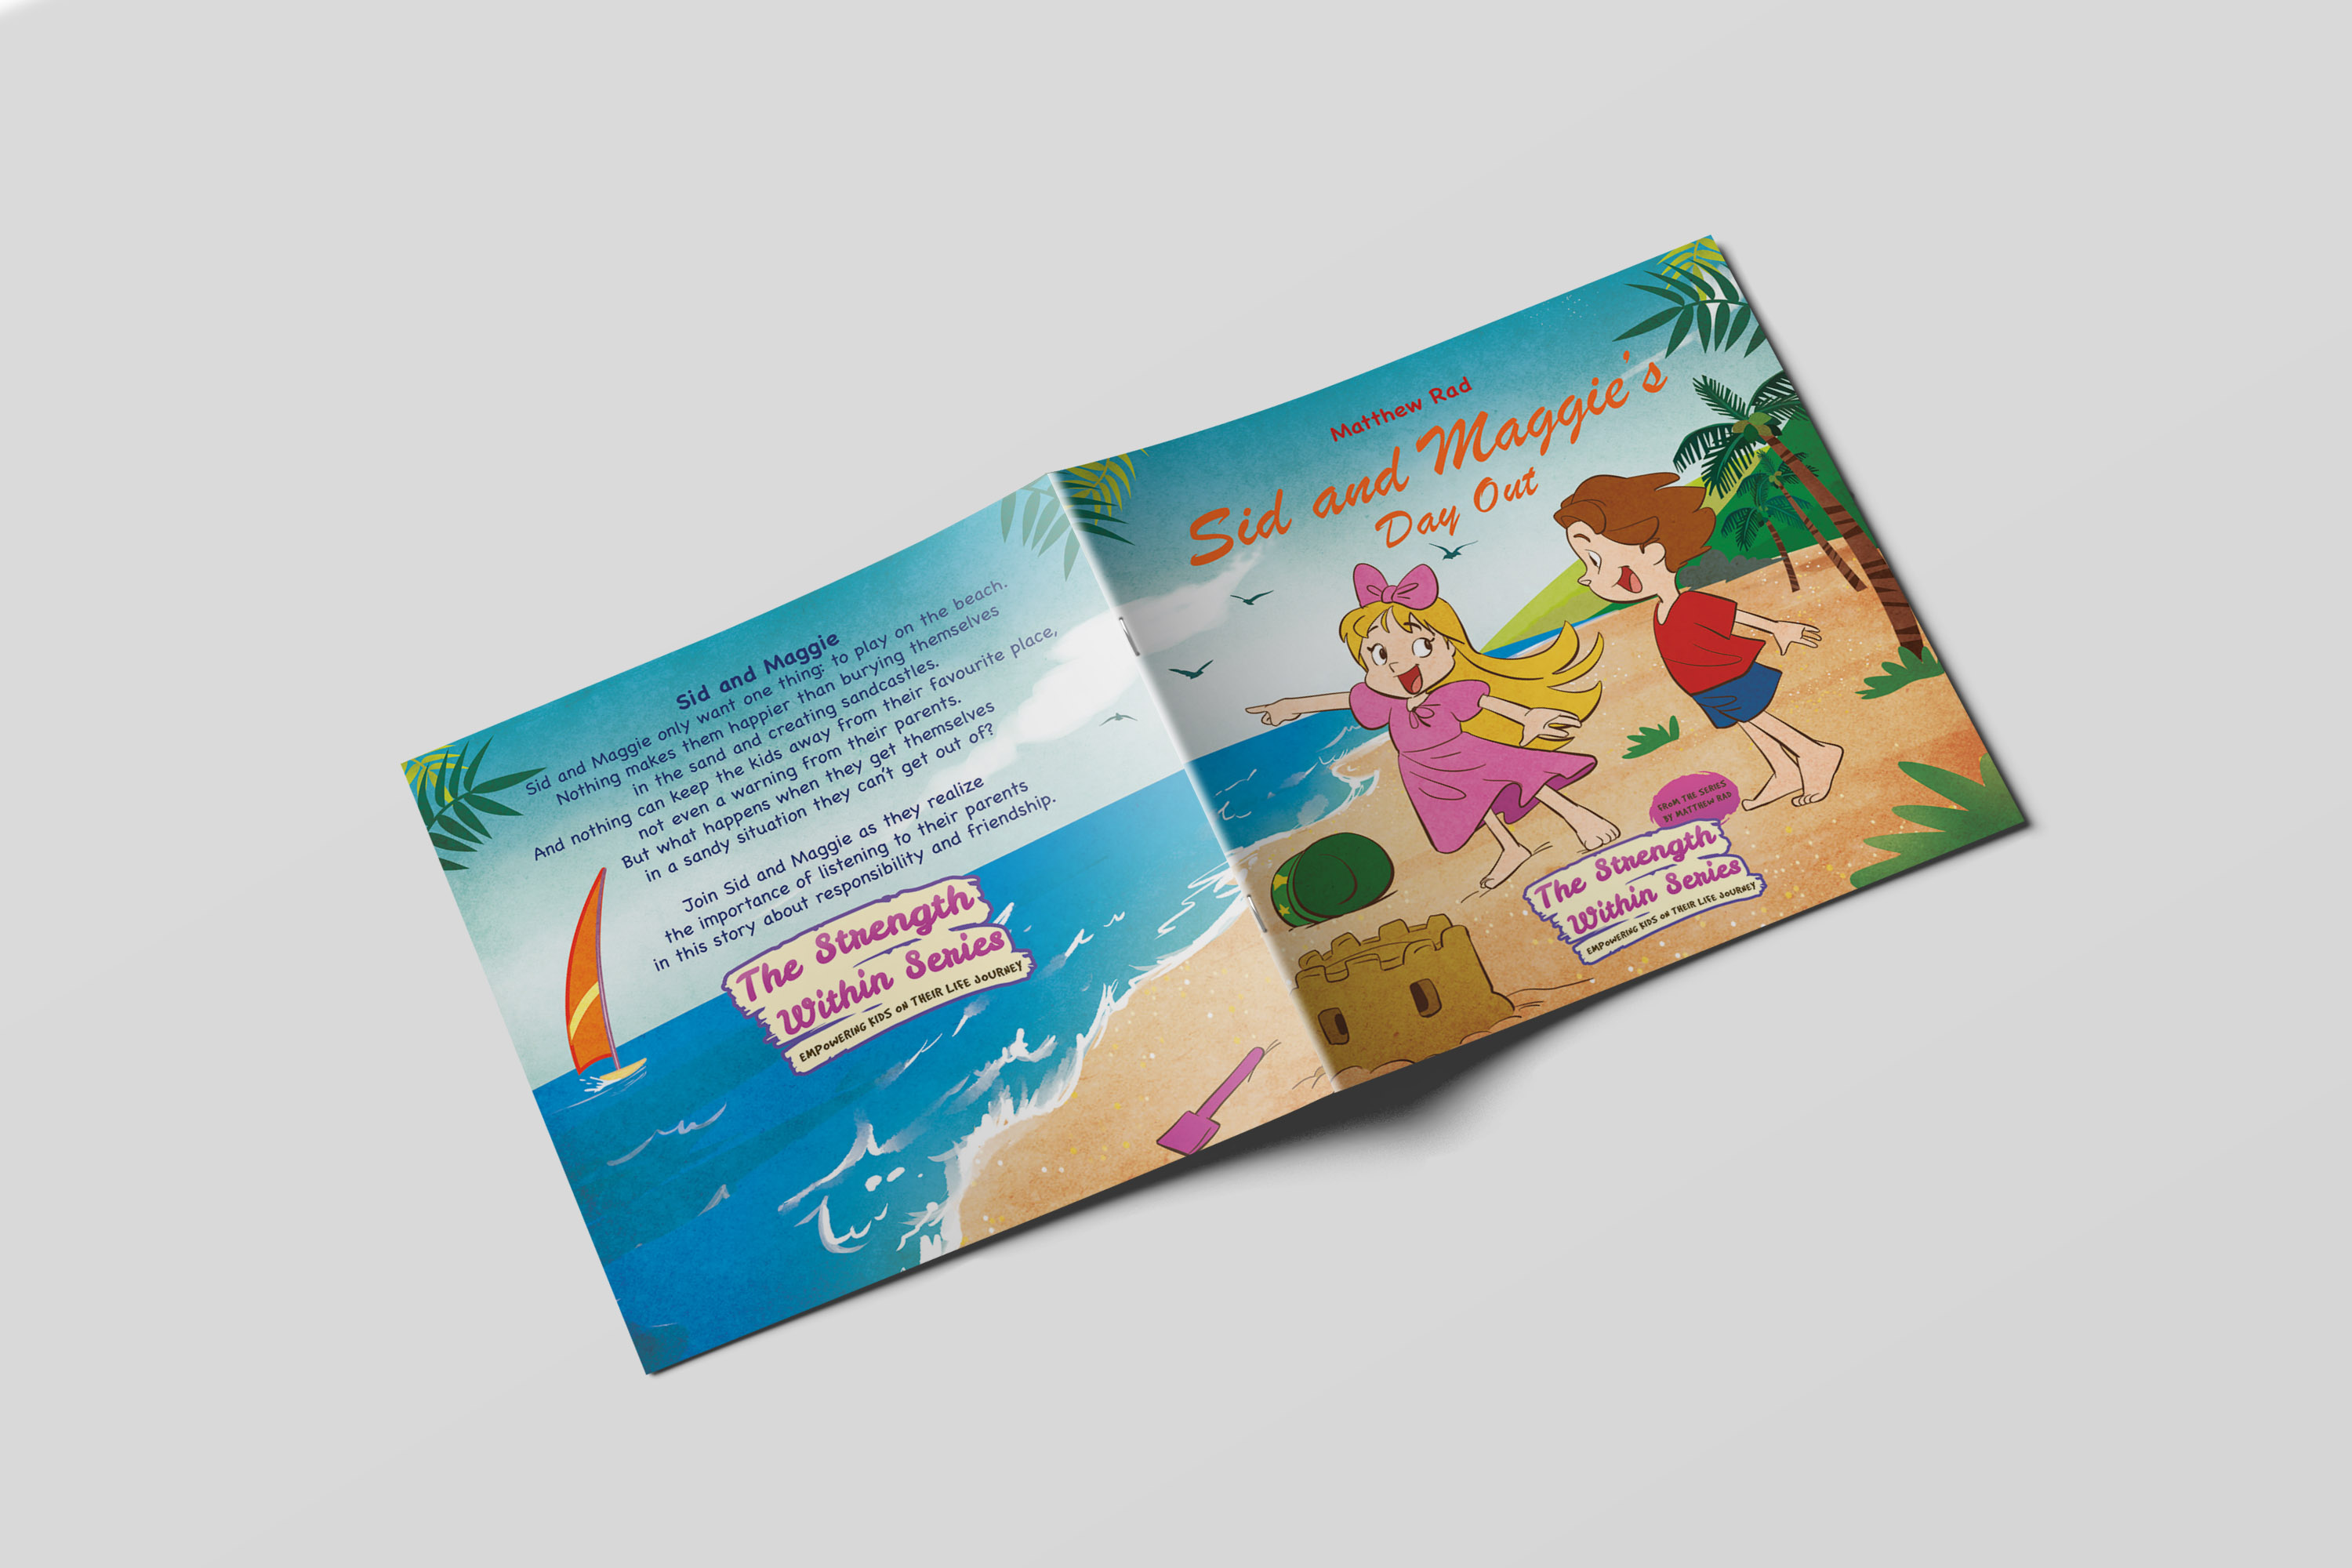 Sid and Maggie
Sid and Maggie only want one thing: to play on the beach.
Nothing makes them happier than burying themselves
in the sand and creating sandcastles.
And nothing can keep the kids away from their favourite place,
not even a warning from their parents.
But what happens when they get themselves
in a sandy situation they can't get out of?
Join Sid and Maggie as they realize
the importance of listening to their parents
in this story about responsibility and friendship.
The Strength
Within Series
EMPOWERING KIDS ON THEIR LIFE JOURNEY
Matthew Rad
Sid and Maggie's
Day Out
FROM THE SERIES
BY MATTHEW RAD
The Strength
Within Series
EMPOWERING KIDS ON THEIR LIFE JOURNEY